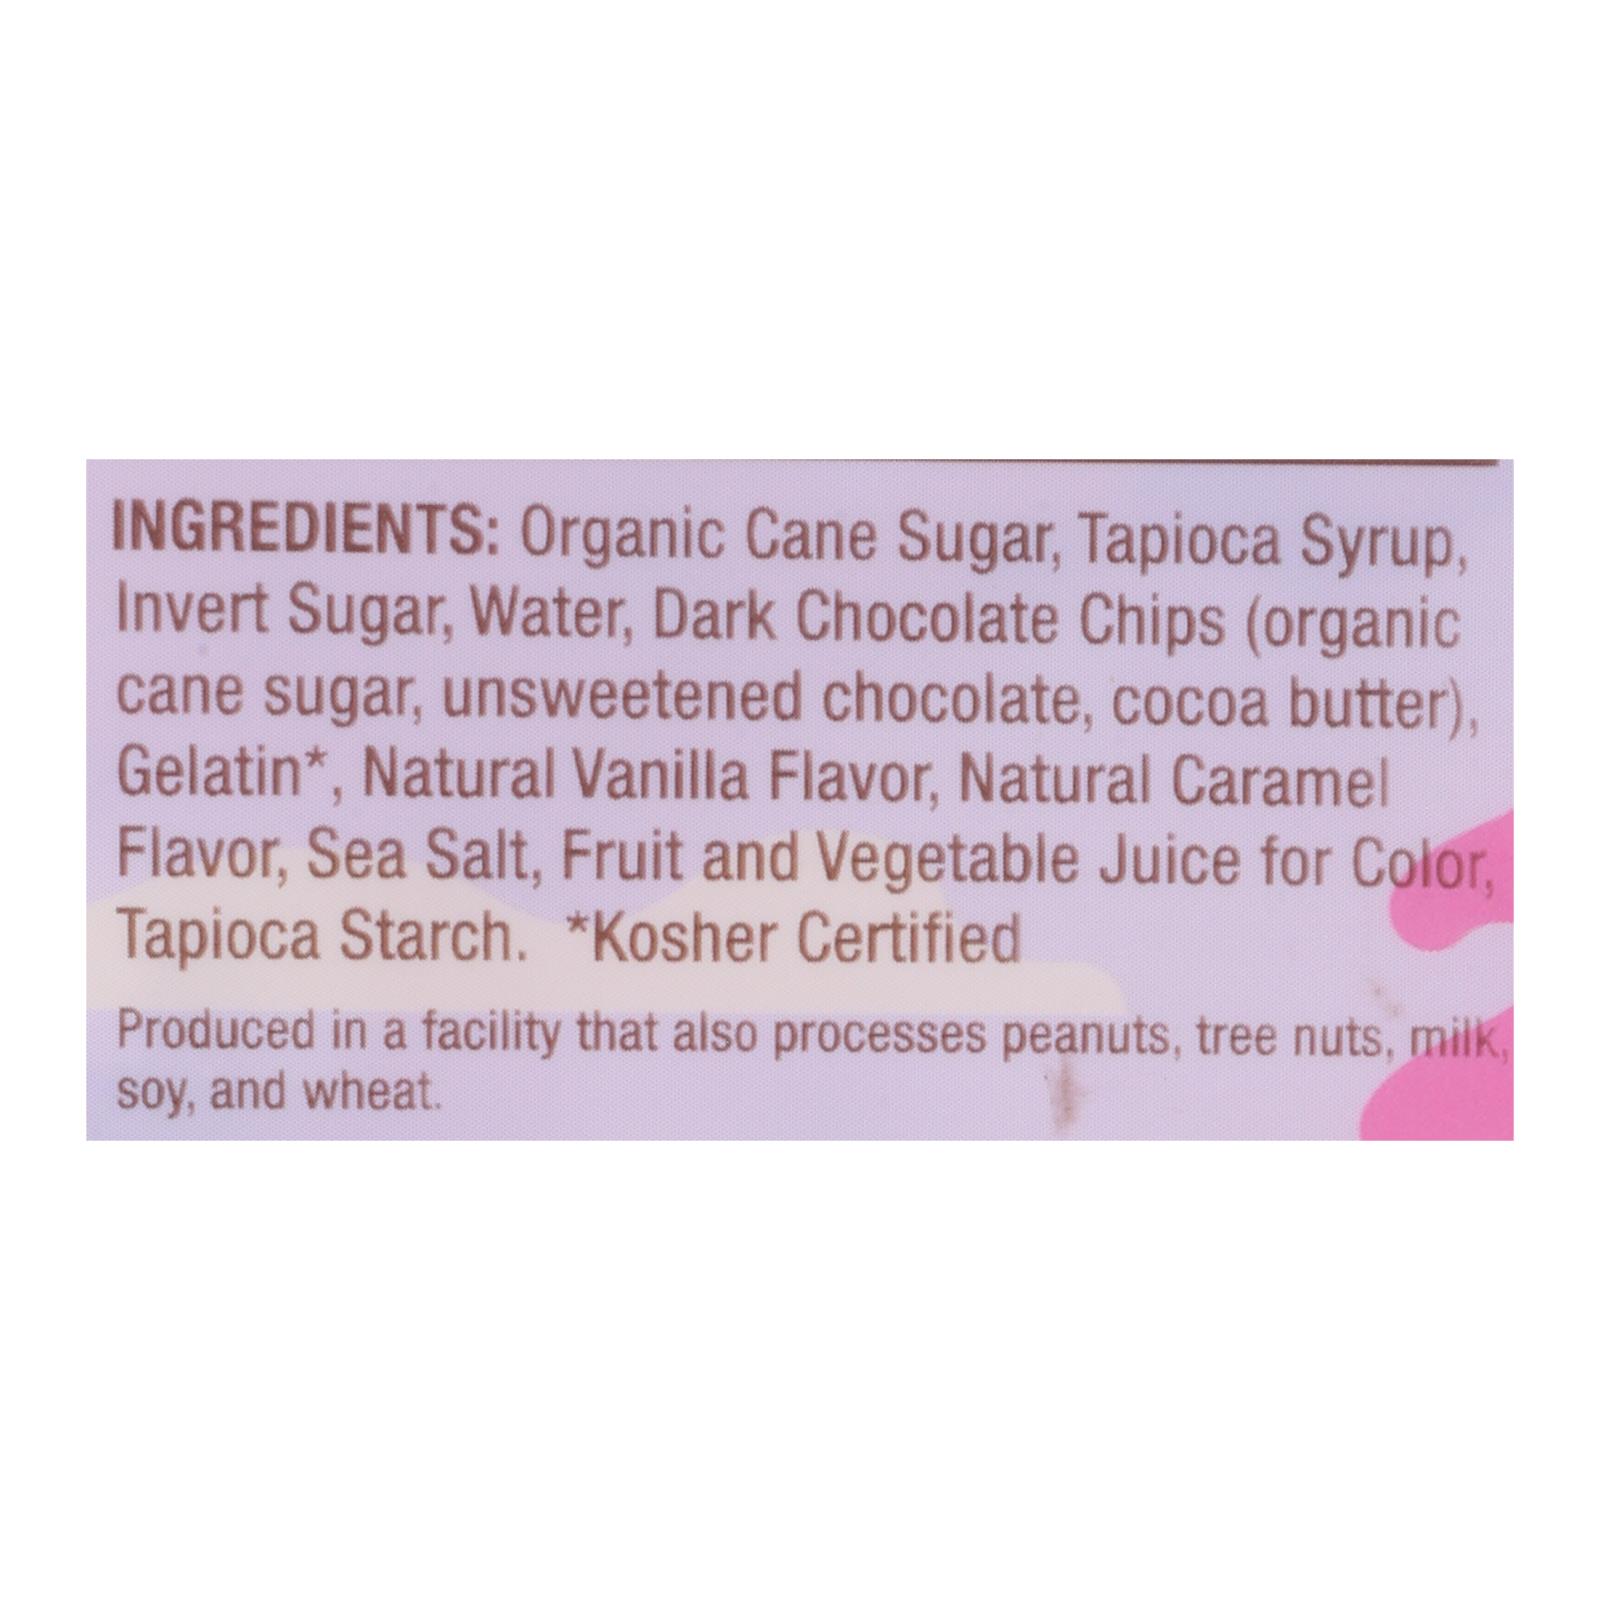 INGREDIENTS: Organic Cane Sugar, Tapioca Syrup,
Invert Sugar, Water, Dark Chocolate Chips (organic
cane sugar, unsweetened chocolate, cocoa butter),
Gelatin*, Natural Vanilla Flavor, Natural Caramel
Flavor, Sea Salt, Fruit and Vegetable Juice for Color,
Tapioca Starch. *Kosher Certified
Produced in a facility that also processes peanuts, tree nuts, milk,
soy, and wheat.